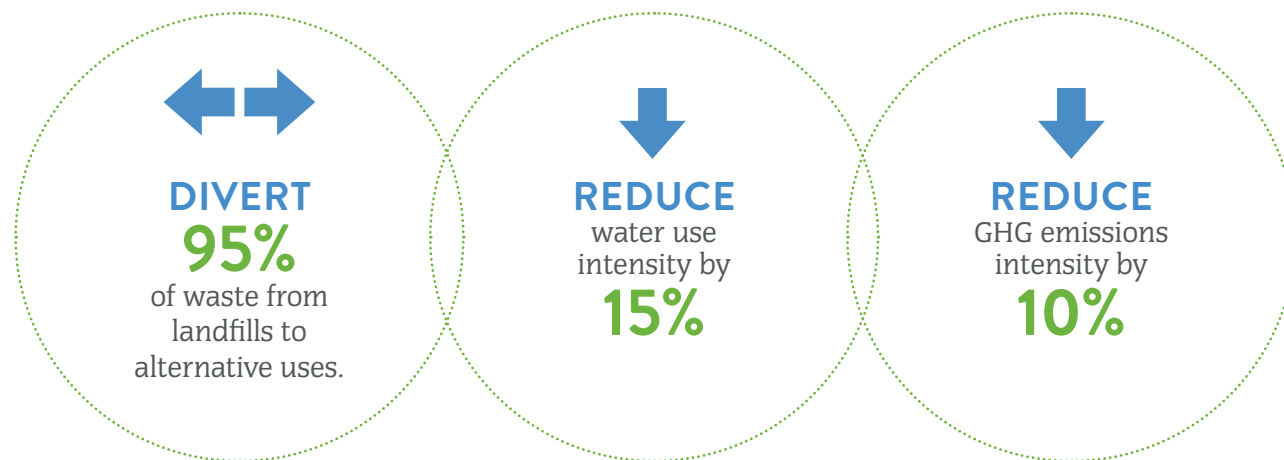 DIVERT
95%
of waste from
landfills to
alternative uses.
REDUCE
water use
intensity by
15%
REDUCE
GHG emissions
intensity by
10%